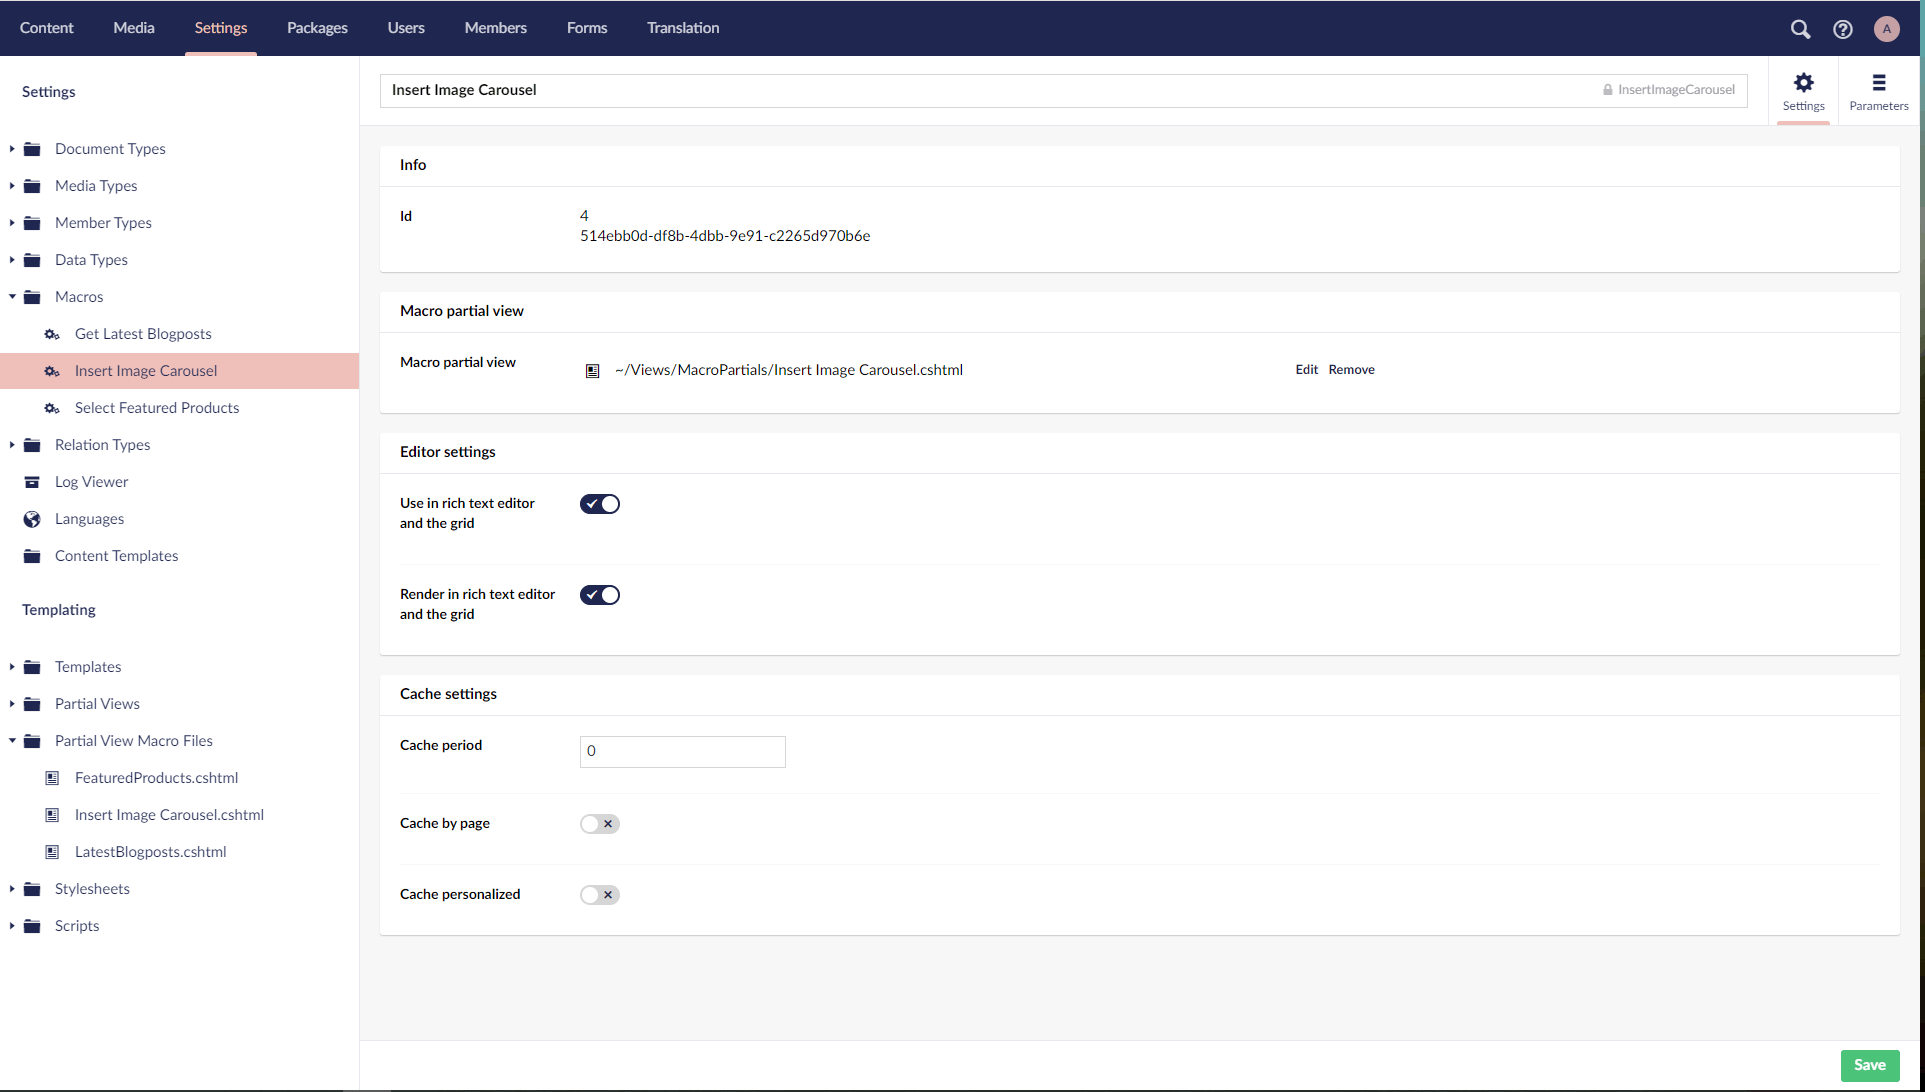 Content Media Settings Packages Users Members Forms Translation A
Settings
Document Types
Media Types
Member Types
Data Types
Macros
Get Latest Blogposts
Insert Image Carousel
Select Featured Products
Relation Types
Log Viewer
Languages
Content Templates
Templating
Templates
Partial Views
Partial View Macro Files
FeaturedProducts.cshtml
Insert Image Carousel.cshtml
LatestBlogposts.cshtml
Stylesheets
Scripts
Insert Image Carousel InsertImageCarousel
Settings Parameters
Info
Id 4
514ebb0d-df8b-4dbb-9e91-c2265d970b6e
Macro partial view
Macro partial view ~/Views/MacroPartials/Insert Image Carousel.cshtml Edit Remove
Editor settings
Use in rich text editor
and the grid
Render in rich text editor
and the grid
Cache settings
Cache period 0
Cache by page
Cache personalized
Save